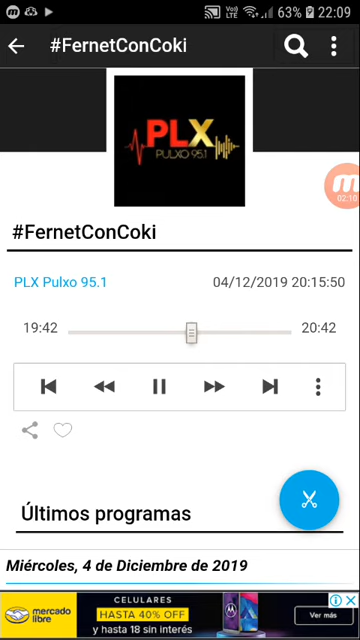 63% 22:09
#FernetConCoki
PLX
PULXO 95.1
02:10
#FernetConCoki
PLX Pulxo 95.1 04/12/2019 20:15:50
19:42 20:42
Últimos programas
Miércoles, 4 de Diciembre de 2019
mercado libre
CELULARES
HASTA 40% OFF
y hasta 18 sin interés
Ver más